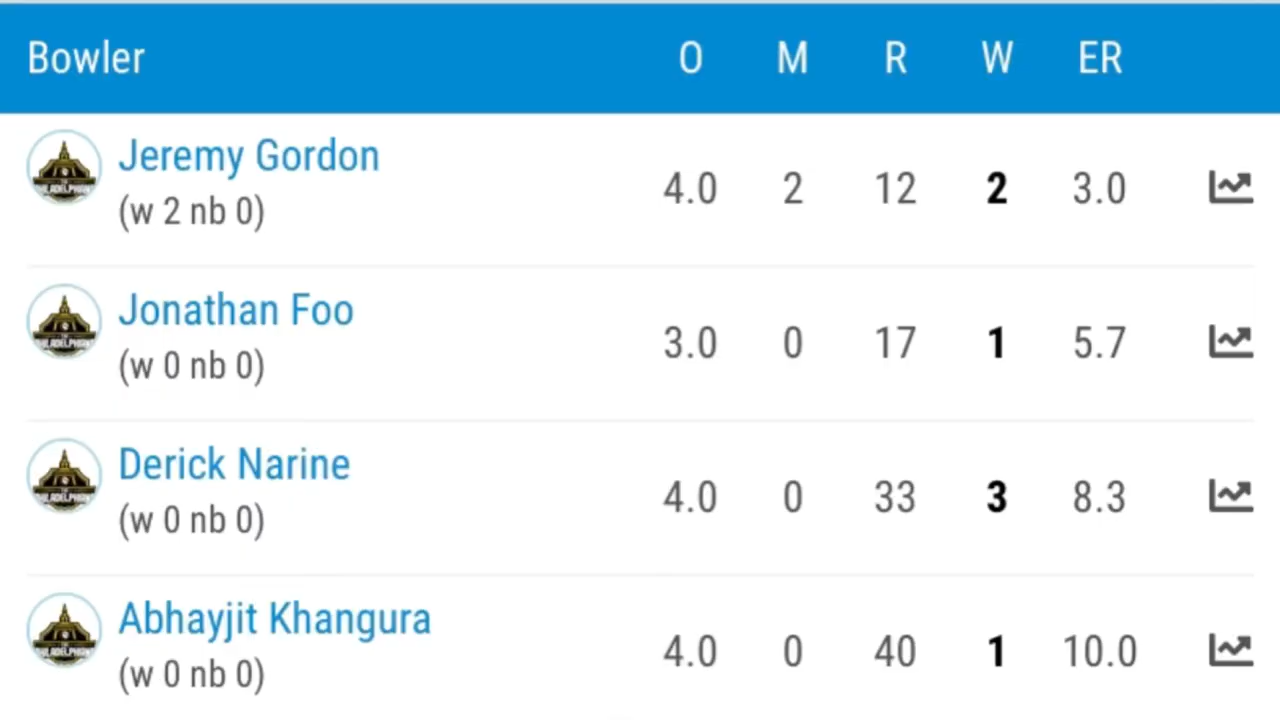 Bowler O M R W ER
Jeremy Gordon
(w 2 nb 0) 4.0 2 12 2 3.0
Jonathan Foo
(w 0 nb 0) 3.0 0 17 1 5.7
Derick Narine
(w 0 nb 0) 4.0 0 33 3 8.3
Abhayjit Khangura
(w 0 nb 0) 4.0 0 40 1 10.0